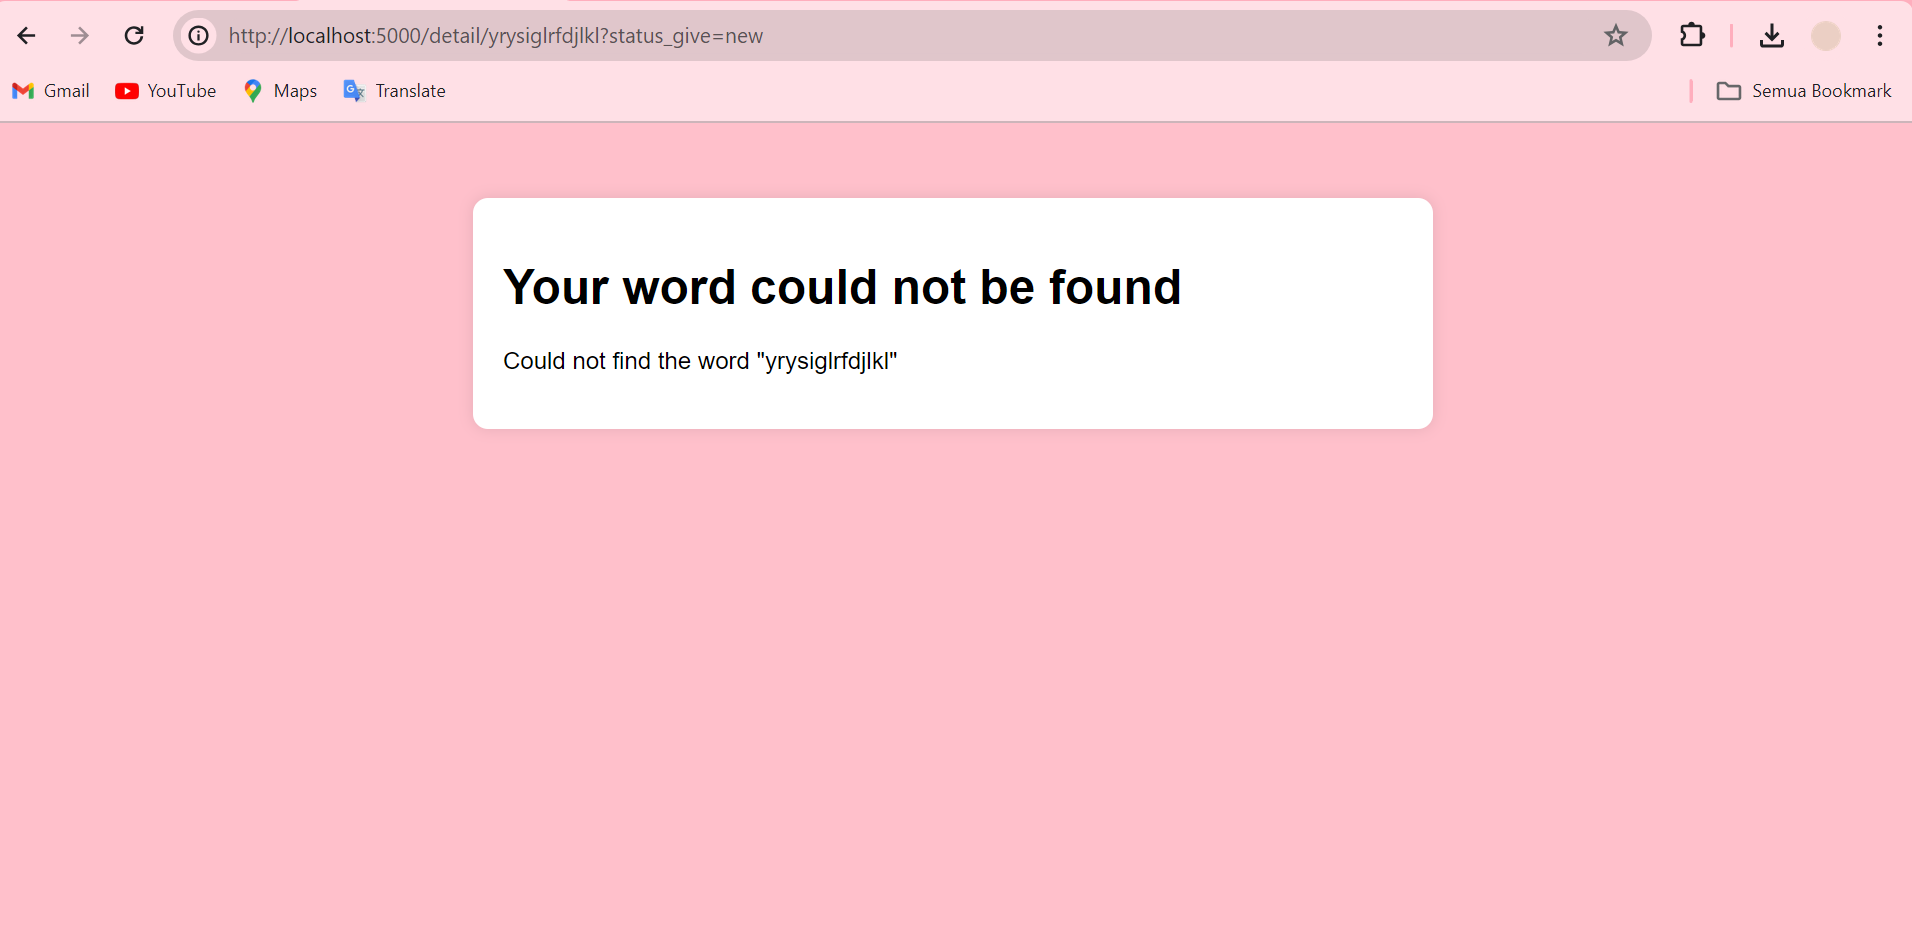 http://localhost:5000/detail/yrysiglrfdjlkl?status_give=new
Gmail YouTube Maps Translate Semua Bookmark
Your word could not be found
Could not find the word "yrysiglrfdjlkl"